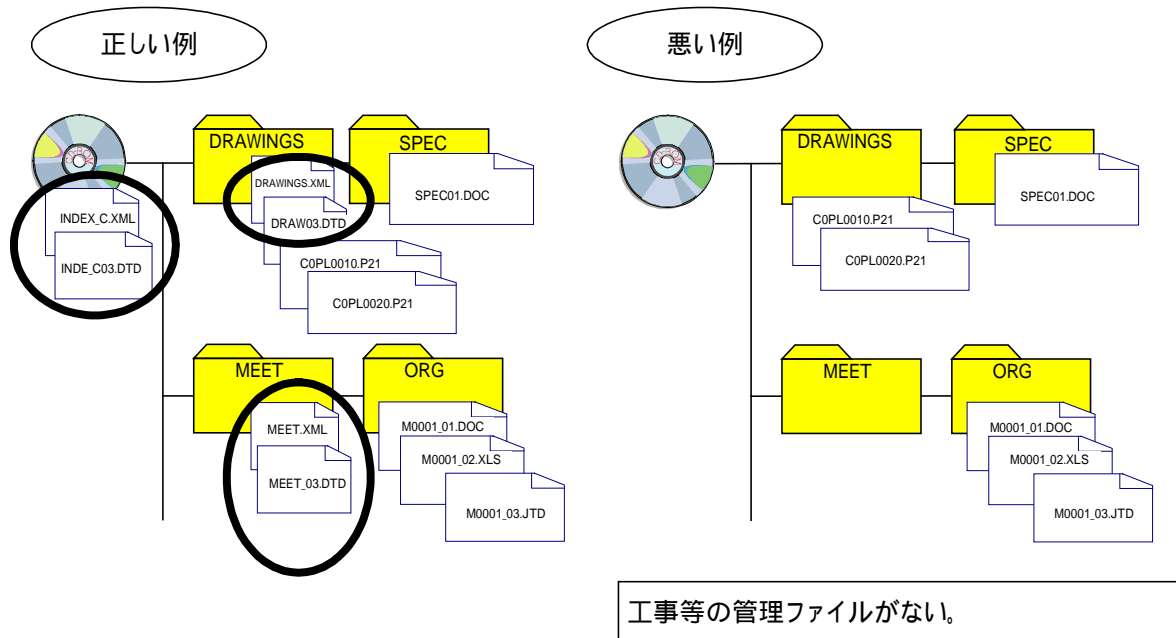 正しい例
DRAWINGS
SPEC
DRAWINGS.XML
DRAW03.DTD
SPEC01.DOC
INDEX_C.XML
INDE_C03.DTD
C0PL0010.P21
C0PL0020.P21
MEET
ORG
MEET.XML
MEET_03.DTD
M0001_01.DOC
M0001_02.XLS
M0001_03.JTD
悪い例
DRAWINGS
SPEC
SPEC01.DOC
C0PL0010.P21
C0PL0020.P21
MEET
ORG
M0001_01.DOC
M0001_02.XLS
M0001_03.JTD
工事等の管理ファイルがない。